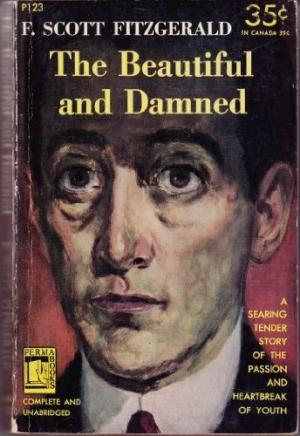 P123
F. SCOTT FITZGERALD
35¢
IN CANADA 39¢
The Beautiful
and Damned
A
SEARING
TENDER
STORY
OF THE
PASSION
AND
HEARTBREAK
OF YOUTH
PERMA
BOOKS
COMPLETE AND
UNABRIDGED